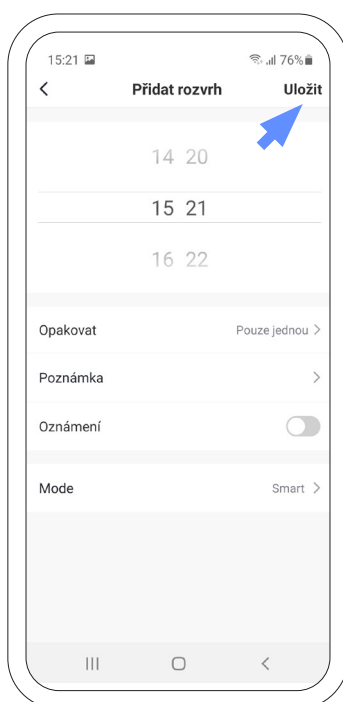 15:21 76%
Přidat rozvrh Uložit
14 20
15 21
16 22
Opakovat Pouze jednou
Poznámka
Oznámení
Mode Smart